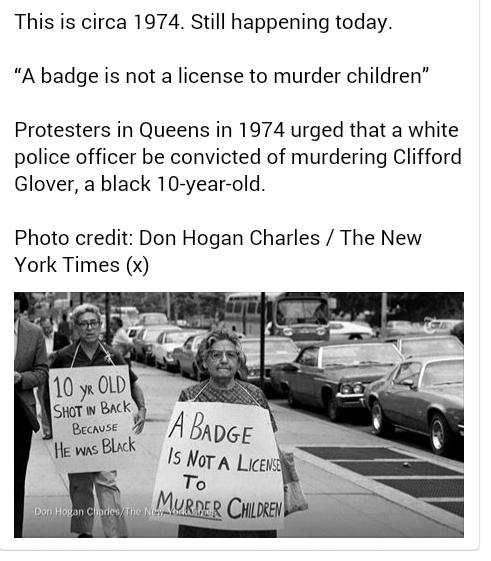 This is circa 1974. Still happening today.
“A badge is not a license to murder children”
Protesters in Queens in 1974 urged that a white
police officer be convicted of murdering Clifford
Glover, a black 10-year-old.
Photo credit: Don Hogan Charles / The New
York Times (x)
10 YR OLD
SHOT IN BACK
BECAUSE
HE WAS BLACK
A BADGE
IS NOT A LICENSE
TO
MURDER CHILDREN
Don Hogan Charles/The New York Times